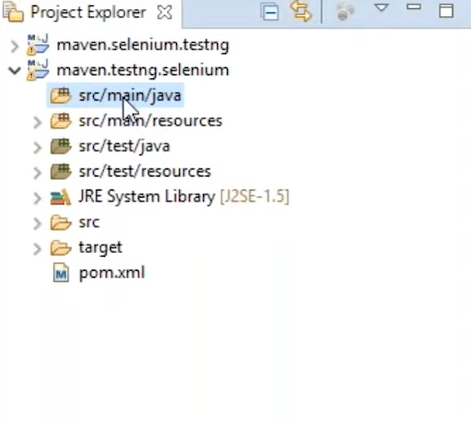 Project Explorer
maven.selenium.testng
maven.testng.selenium
src/main/java
src/main/resources
src/test/java
src/test/resources
JRE System Library [J2SE-1.5]
src
target
pom.xml